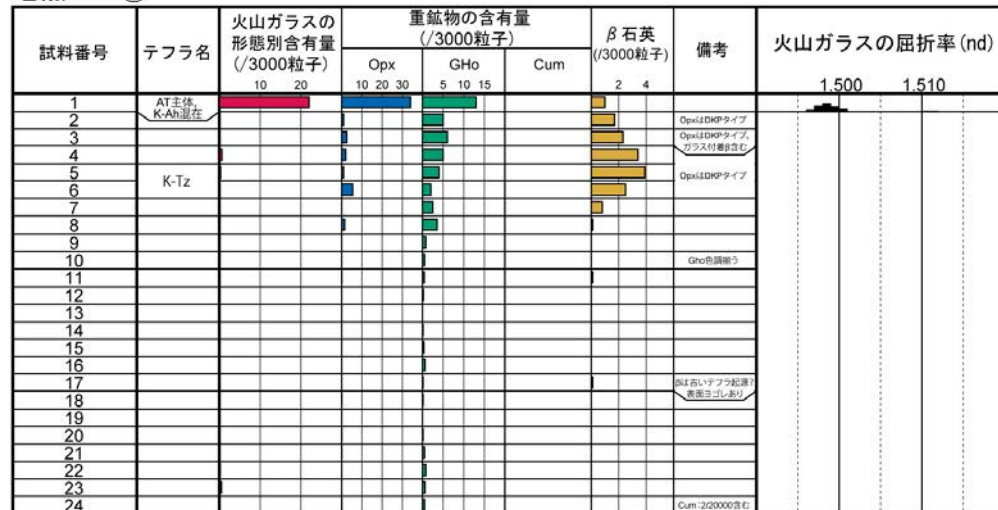 試料番号
テフラ名
火山ガラスの
形態別含有量
(/3000粒子)
10 20
重鉱物の含有量
(/3000粒子)
Opx
GHo
Cum
10 20 30
5 10 15
β石英
(/3000粒子)
2 4
備考
火山ガラスの屈折率(nd)
1.500 1.510
1
AT主体,
K-Ah混在
2
OpxはDKPタイプ
3
OpxはDKPタイプ、
ガラス付着β含む
4
5
K-Tz
OpxはDKPタイプ
6
7
8
9
10
Gho色調揃う
11
12
13
14
15
16
17
βは古いテフラ起源?
表面ヨゴレあり
18
19
20
21
22
23
24
Cum:2/20000含む